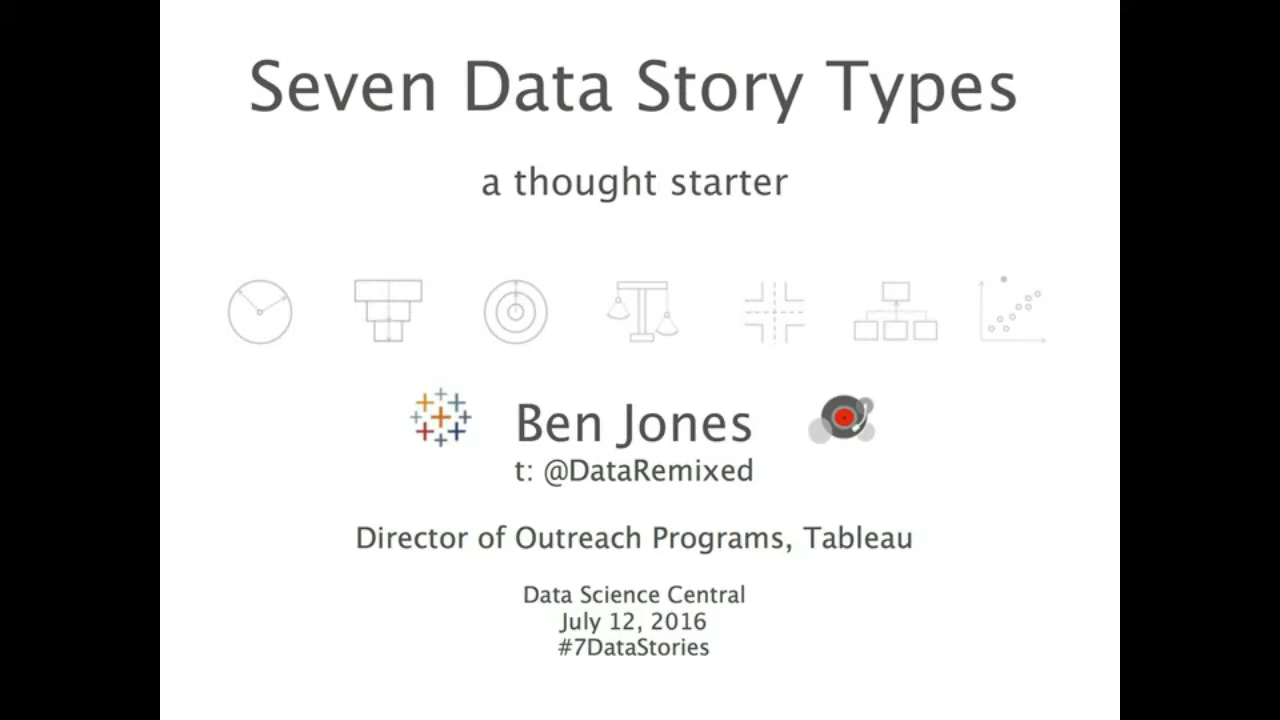 Seven Data Story Types
a thought starter
Ben Jones
t: @DataRemixed
Director of Outreach Programs, Tableau
Data Science Central
July 12, 2016
#7DataStories